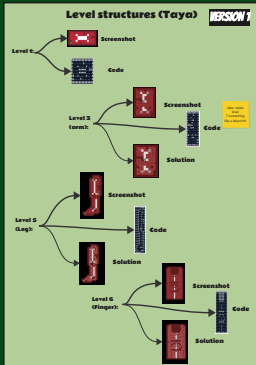 Level structures (Taya)
VERSION 1
Level 1:
Screenshot
Code
Level 3
(arm):
Screenshot
Code
Solution
Level 5
(Leg):
Screenshot
Code
Solution
Level 6
(Finger):
Screenshot
Code
Solution